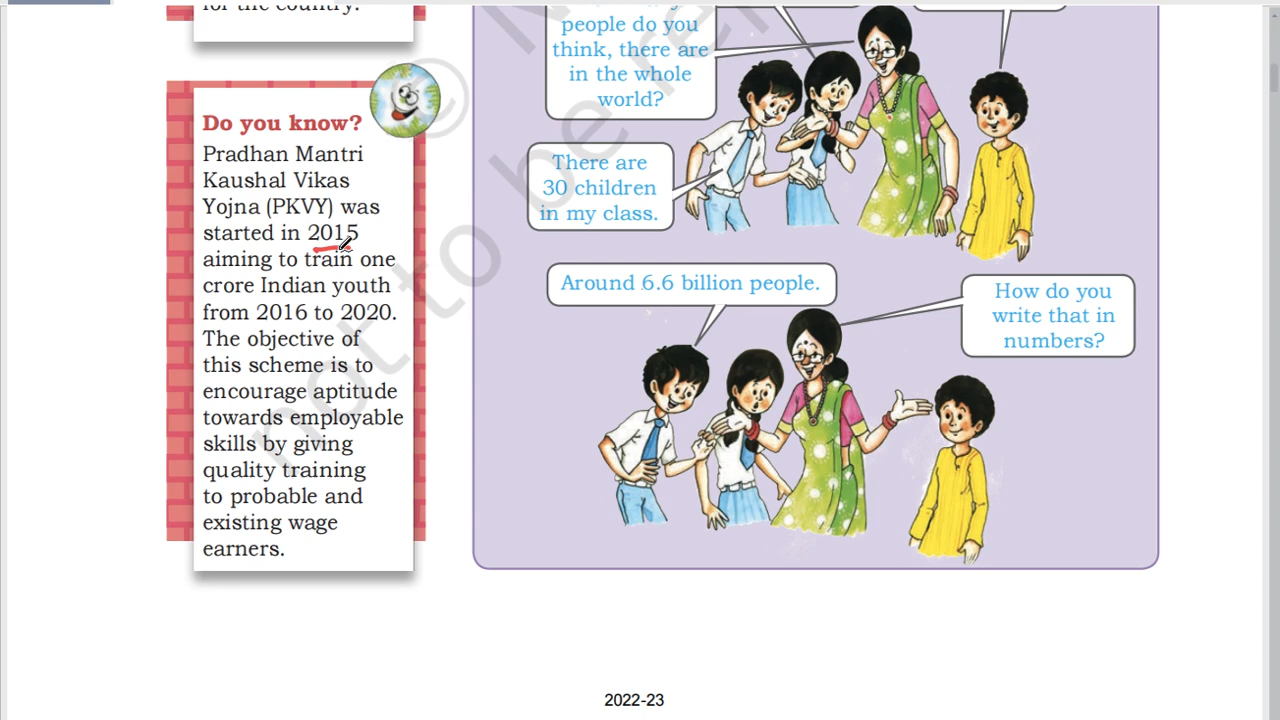 for the country.
Do you know?
Pradhan Mantri
Kaushal Vikas
Yojna (PKVY) was
started in 2015
aiming to train one
crore Indian youth
from 2016 to 2020.
The objective of
this scheme is to
encourage aptitude
towards employable
skills by giving
quality training
to probable and
existing wage
earners.
people do you
think, there are
in the whole
world?
There are
30 children
in my class.
Around 6.6 billion people.
How do you
write that in
numbers?
not to be re
2022-23